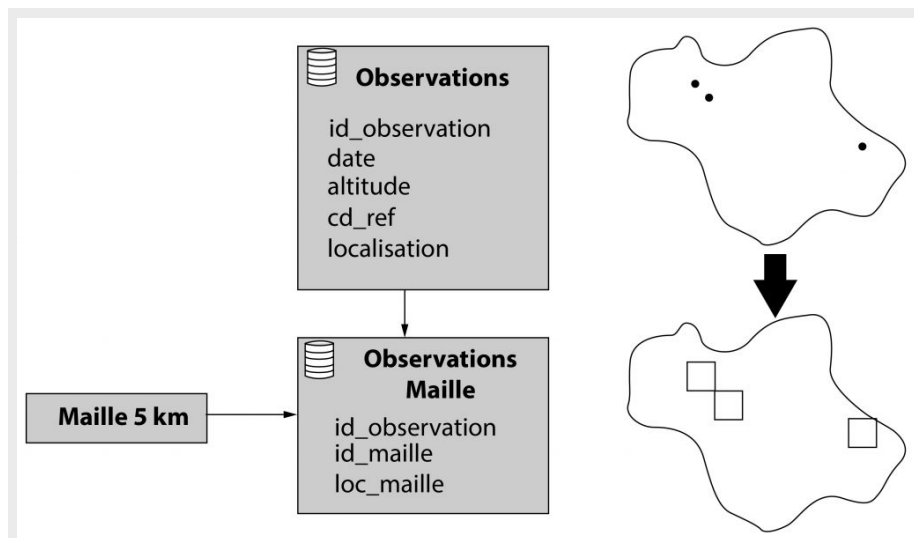 Observations
id_observation
date
altitude
cd_ref
localisation
Observations
Maille
Maille 5 km
id_observation
id_maille
loc_maille